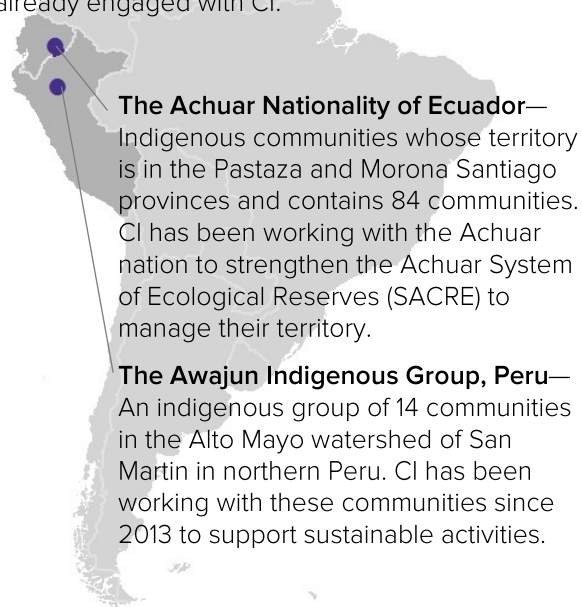 already engaged with CI.
The Achuar Nationality of Ecuador—
Indigenous communities whose territory
is in the Pastaza and Morona Santiago
provinces and contains 84 communities.
CI has been working with the Achuar
nation to strengthen the Achuar System
of Ecological Reserves (SACRE) to
manage their territory.
The Awajun Indigenous Group, Peru—
An indigenous group of 14 communities
in the Alto Mayo watershed of San
Martin in northern Peru. CI has been
working with these communities since
2013 to support sustainable activities.